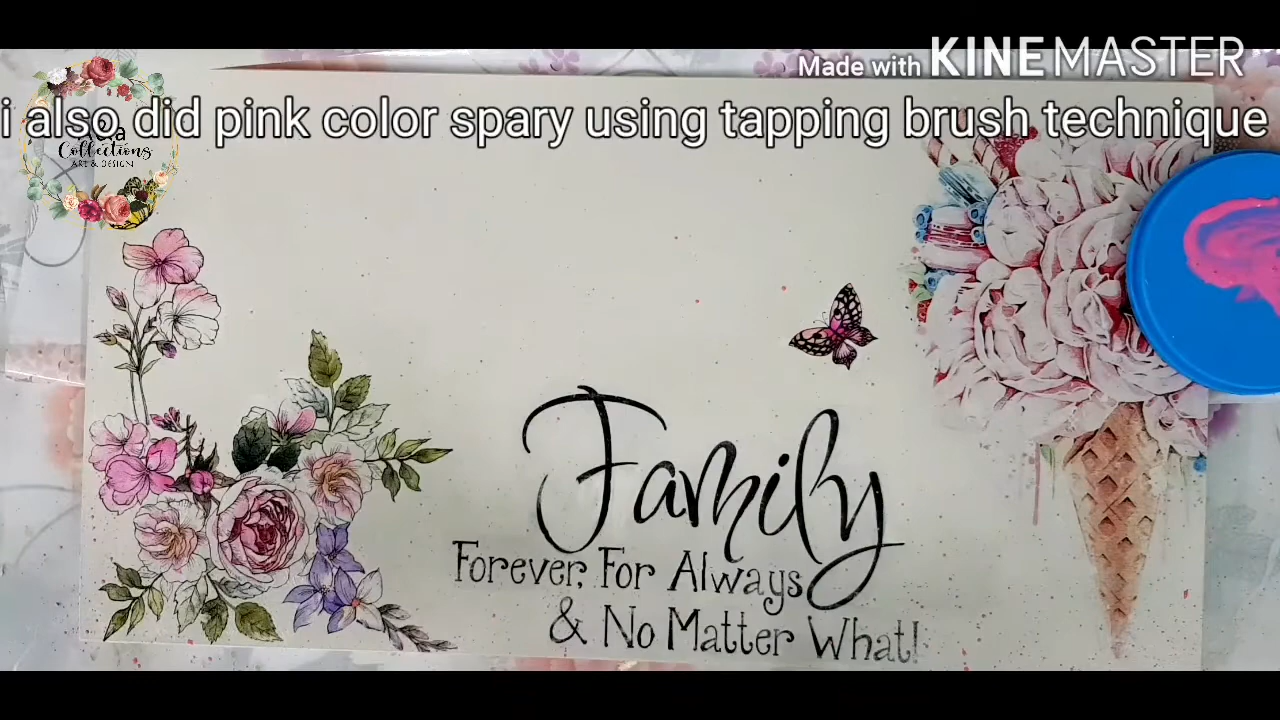 Made with KINEMASTER
i also did pink color spary using tapping brush technique
Collections
ART & DESIGN
Family
Forever, For Always
& No Matter What!